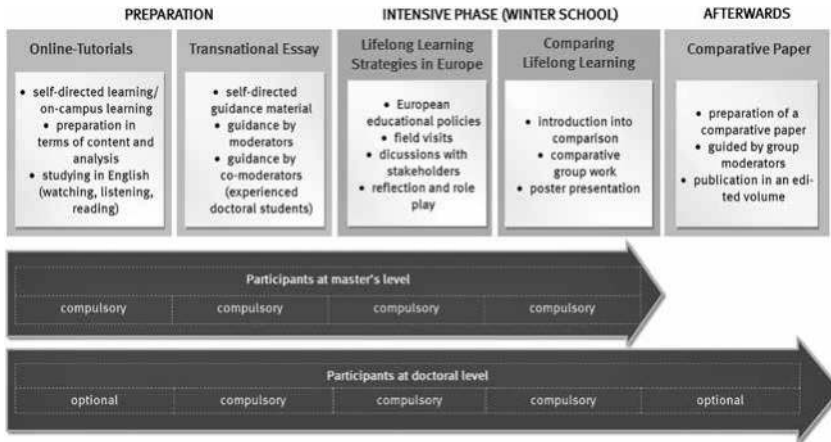 PREPARATION
INTENSIVE PHASE (WINTER SCHOOL)
AFTERWARDS
Online-Tutorials
• self-directed learning/
on-campus learning
• preparation in
terms of content and
analysis
• studying in English
(watching, listening,
reading)
Transnational Essay
• self-directed
guidance material
• guidance by
moderators
• guidance by
co-moderators
(experienced
doctoral students)
Lifelong Learning
Strategies in Europe
• European
educational policies
• field visits
• dicussions with
stakeholders
• reflection and role
play
Comparing
Lifelong Learning
• introduction into
comparison
• comparative
group work
• poster presentation
Comparative Paper
• preparation of a
comparative paper
• guided by group
moderators
• publication in an edi-
ted volume
Participants at master's level
compulsory compulsory compulsory compulsory
Participants at doctoral level
optional compulsory compulsory compulsory optional